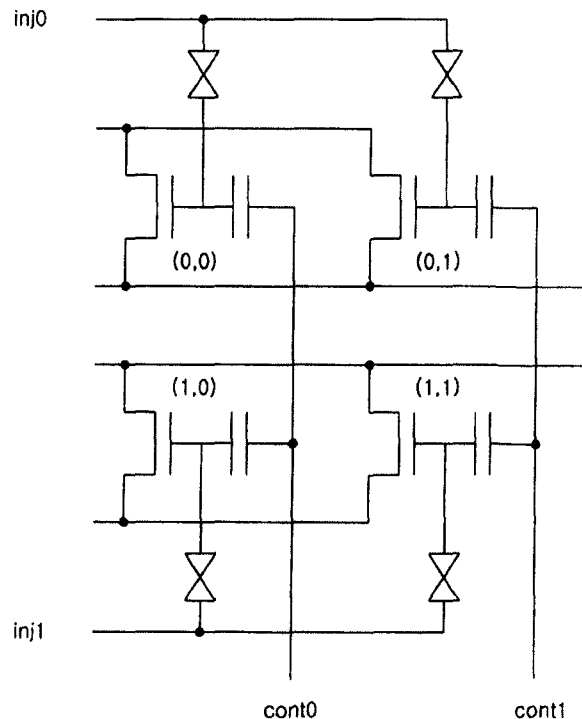 inj0
(0,0) (0,1)
(1,0) (1,1)
inj1
cont0 cont1